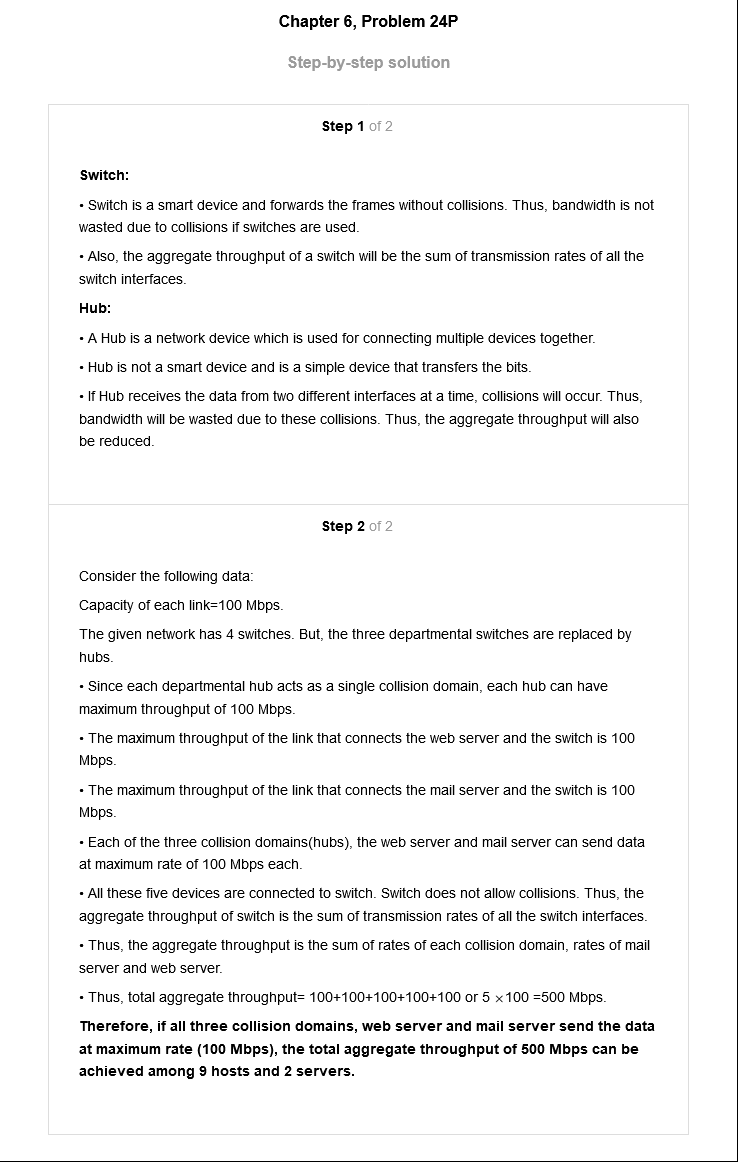 Chapter 6, Problem 24P
Step-by-step solution
Step 1 of 2
Switch:
• Switch is a smart device and forwards the frames without collisions. Thus, bandwidth is not
wasted due to collisions if switches are used.
• Also, the aggregate throughput of a switch will be the sum of transmission rates of all the
switch interfaces.
Hub:
• A Hub is a network device which is used for connecting multiple devices together.
• Hub is not a smart device and is a simple device that transfers the bits.
• If Hub receives the data from two different interfaces at a time, collisions will occur. Thus,
bandwidth will be wasted due to these collisions. Thus, the aggregate throughput will also
be reduced.
Step 2 of 2
Consider the following data:
Capacity of each link=100 Mbps.
The given network has 4 switches. But, the three departmental switches are replaced by
hubs.
• Since each departmental hub acts as a single collision domain, each hub can have
maximum throughput of 100 Mbps.
• The maximum throughput of the link that connects the web server and the switch is 100
Mbps.
• The maximum throughput of the link that connects the mail server and the switch is 100
Mbps.
• Each of the three collision domains(hubs), the web server and mail server can send data
at maximum rate of 100 Mbps each.
• All these five devices are connected to switch. Switch does not allow collisions. Thus, the
aggregate throughput of switch is the sum of transmission rates of all the switch interfaces.
• Thus, the aggregate throughput is the sum of rates of each collision domain, rates of mail
server and web server.
• Thus, total aggregate throughput= 100+100+100+100+100 or 5 ×100 =500 Mbps.
Therefore, if all three collision domains, web server and mail server send the data
at maximum rate (100 Mbps), the total aggregate throughput of 500 Mbps can be
achieved among 9 hosts and 2 servers.